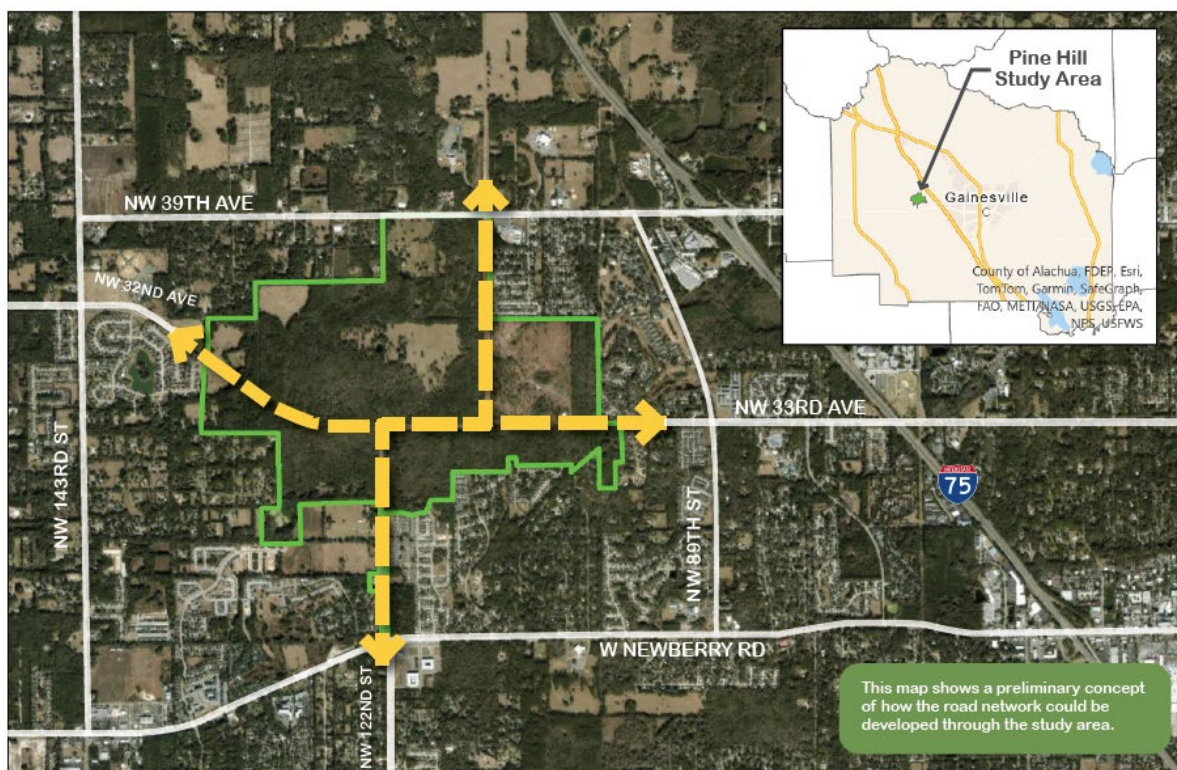 Pine Hill
Study Area
Gainesville
County of Alachua, FDEP, Esri,
TomTom, Garmin, SafeGraph,
FAO, METI/NASA, USGS, EPA,
NPS, USFWS
NW 39TH AVE
NW 32ND AVE
NW 33RD AVE
INTERSTATE
75
NW 143RD ST
NW 89TH ST
W NEWBERRY RD
NW 122ND ST
This map shows a preliminary concept
of how the road network could be
developed through the study area.